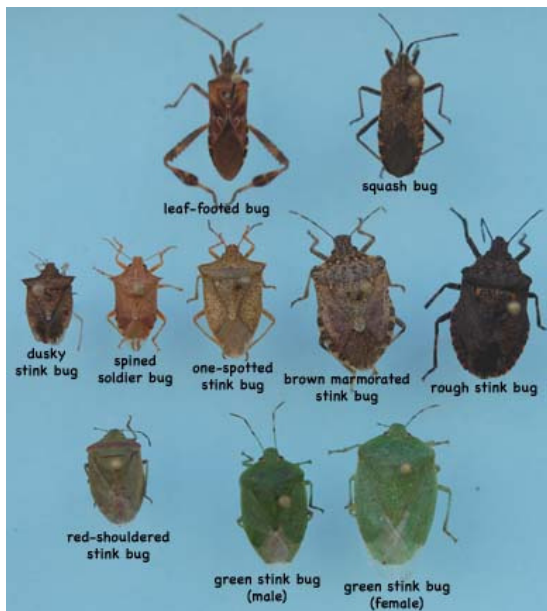 leaf-footed bug
squash bug
dusky
stink bug
spined
soldier bug
one-spotted
stink bug
brown marmorated
stink bug
rough stink bug
red-shouldered
stink bug
green stink bug
(male)
green stink bug
(female)